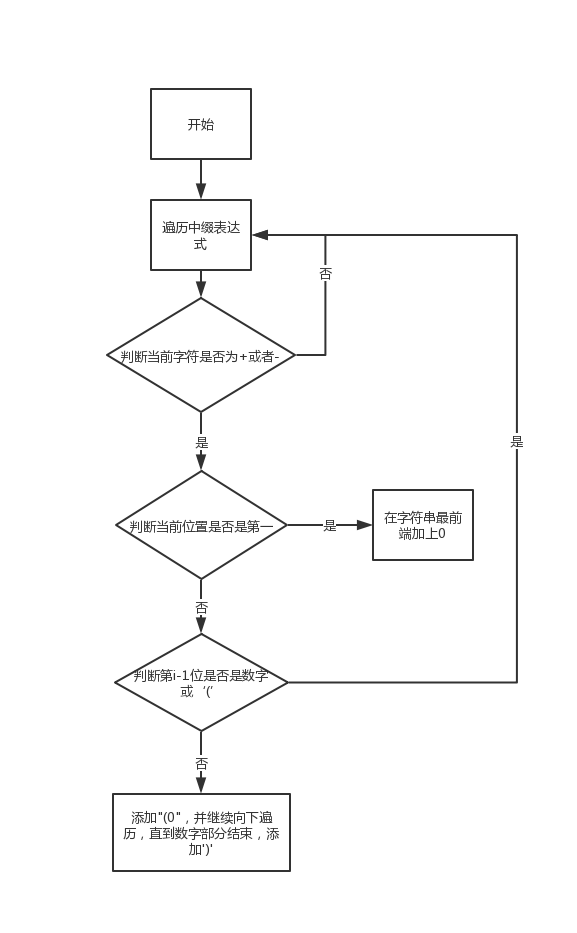 开始
遍历中缀表达
式
否
判断当前字符是否为+或者-
是
是
判断当前位置是否是第一
是
在字符串最前
端加上0
否
判断第i-1位是否是数字
或‘(’
否
添加"(0"，并继续向下遍
历，直到数字部分结束，添
加')'